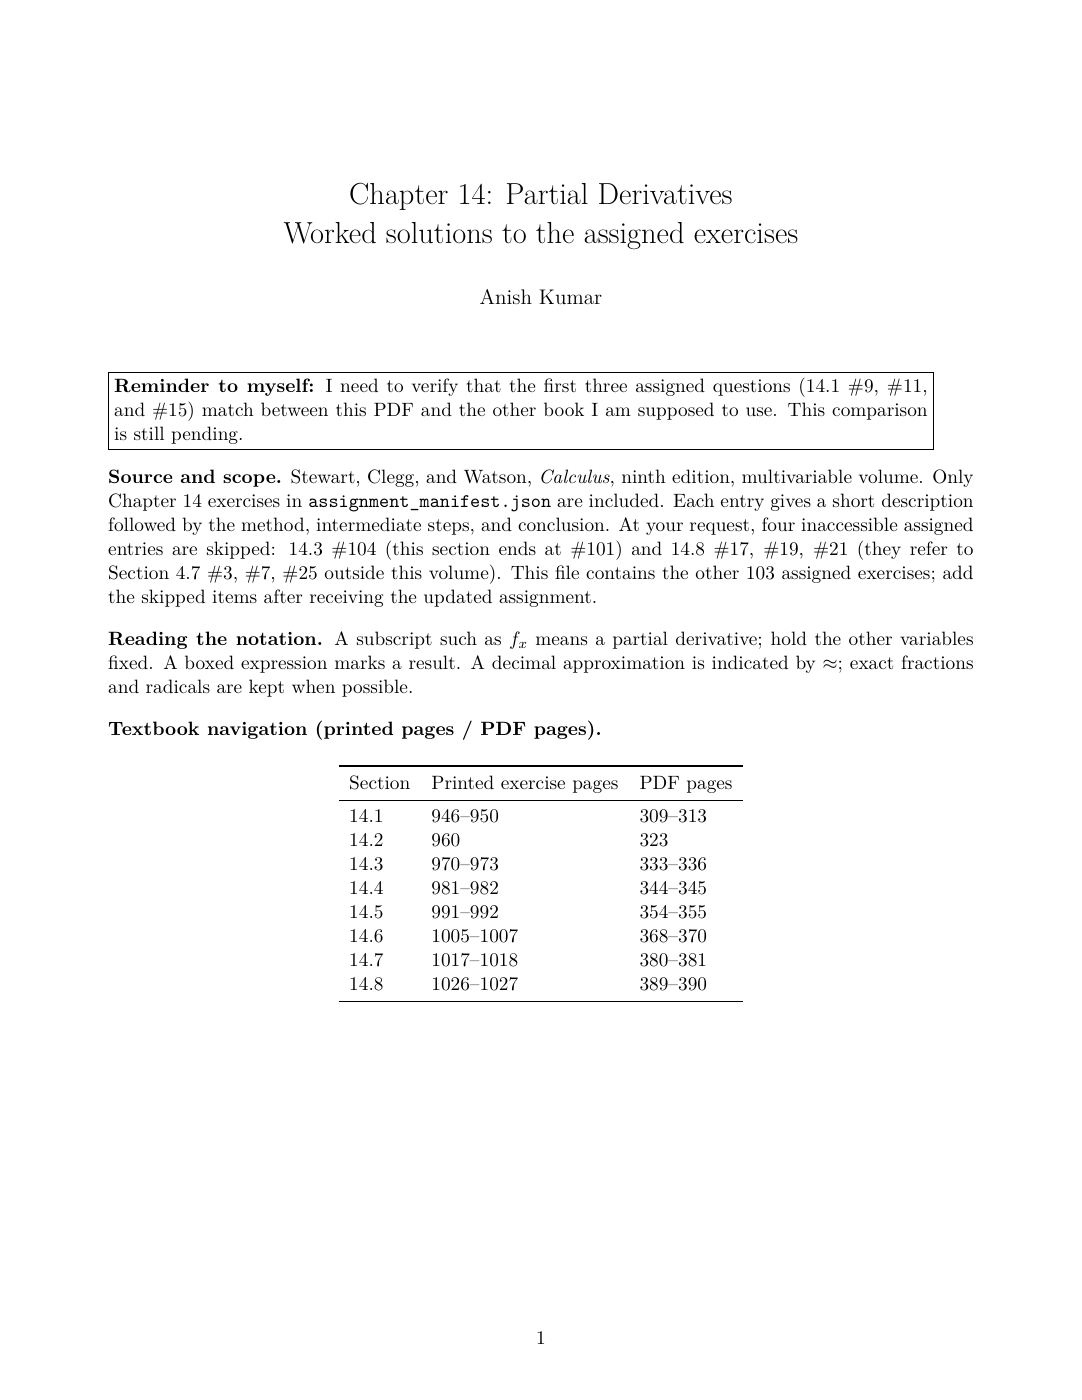 Chapter 14: Partial Derivatives
Worked solutions to the assigned exercises
Anish Kumar
Reminder to myself: I need to verify that the first three assigned questions (14.1 #9, #11,
and #15) match between this PDF and the other book I am supposed to use. This comparison
is still pending.
Source and scope. Stewart, Clegg, and Watson, Calculus, ninth edition, multivariable volume. Only
Chapter 14 exercises in assignment_manifest.json are included. Each entry gives a short description
followed by the method, intermediate steps, and conclusion. At your request, four inaccessible assigned
entries are skipped: 14.3 #104 (this section ends at #101) and 14.8 #17, #19, #21 (they refer to
Section 4.7 #3, #7, #25 outside this volume). This file contains the other 103 assigned exercises; add
the skipped items after receiving the updated assignment.
Reading the notation. A subscript such as fₓ means a partial derivative; hold the other variables
fixed. A boxed expression marks a result. A decimal approximation is indicated by ≈; exact fractions
and radicals are kept when possible.
Textbook navigation (printed pages / PDF pages).
Section Printed exercise pages PDF pages
14.1 946–950 309–313
14.2 960 323
14.3 970–973 333–336
14.4 981–982 344–345
14.5 991–992 354–355
14.6 1005–1007 368–370
14.7 1017–1018 380–381
14.8 1026–1027 389–390
1